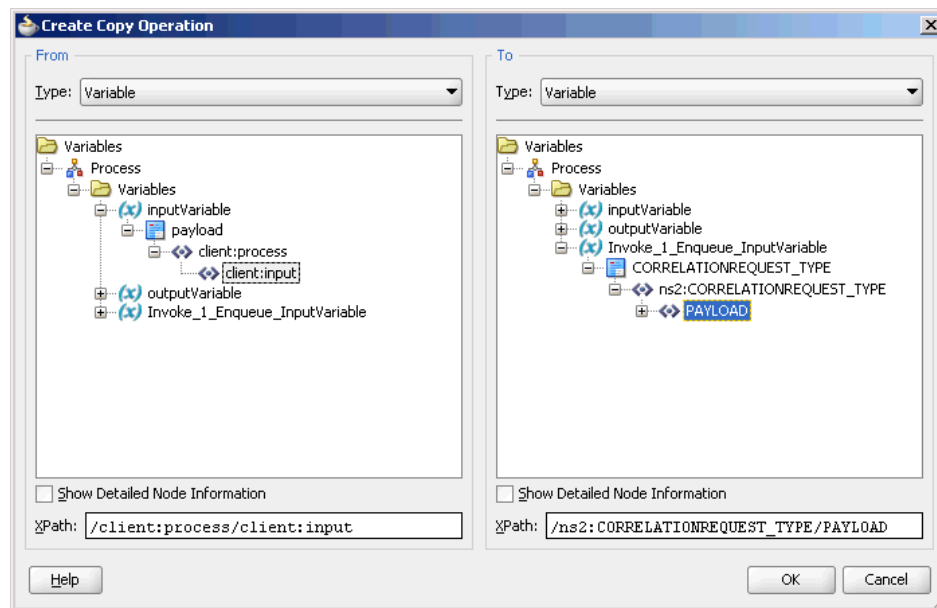 Create Copy Operation
From
Type: Variable
Variables
Process
Variables
inputVariable
payload
client:process
client:input
outputVariable
Invoke_1_Enqueue_InputVariable
Show Detailed Node Information
XPath: /client:process/client:input
To
Type: Variable
Variables
Process
Variables
inputVariable
outputVariable
Invoke_1_Enqueue_InputVariable
CORRELATIONREQUEST_TYPE
ns2:CORRELATIONREQUEST_TYPE
PAYLOAD
Show Detailed Node Information
XPath: /ns2:CORRELATIONREQUEST_TYPE/PAYLOAD
Help
OK
Cancel